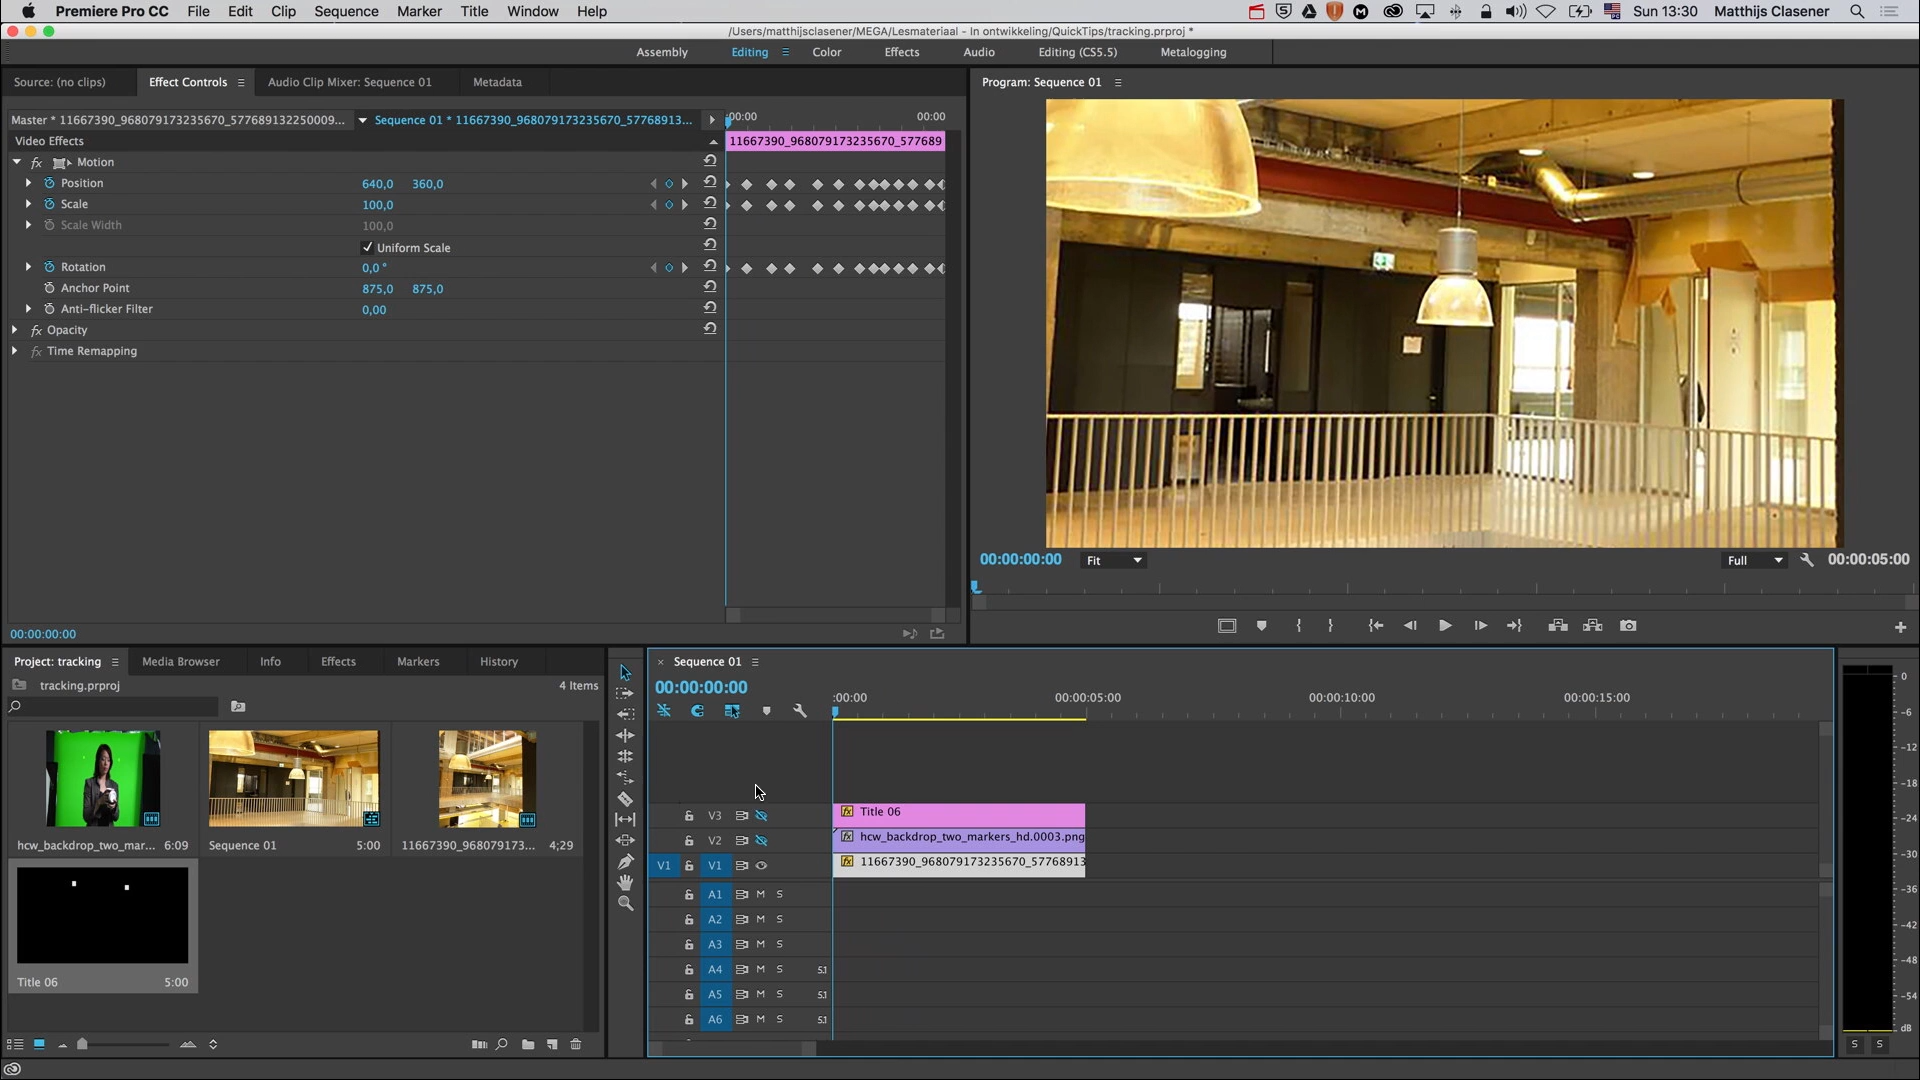 Premiere Pro CC File Edit Clip Sequence Marker Title Window Help Sun 13:30 Matthijs Clasener
/Users/matthijsclasener/MEGA/Lesmateriaal - In ontwikkeling/QuickTips/tracking.prproj *
Assembly Editing Color Effects Audio Editing (CS5.5) Metalogging
Source: (no clips) Effect Controls Audio Clip Mixer: Sequence 01 Metadata
Program: Sequence 01
Master * 11667390_968079173235670_577689132250009... Sequence 01 * 11667390_968079173235670_57768913... :00:00 00:00
Video Effects 11667390_968079173235670_577689
fx Motion
Position 640,0 360,0
Scale 100,0
Scale Width 100,0
Uniform Scale
Rotation 0,0 °
Anchor Point 875,0 875,0
Anti-flicker Filter 0,00
fx Opacity
fx Time Remapping
00:00:00:00 Fit Full 00:00:05:00
00:00:00:00
Project: tracking Media Browser Info Effects Markers History
tracking.prproj 4 Items
hcw_backdrop_two_mar... 6:09 Sequence 01 5:00 11667390_968079173... 4;29
Title 06 5:00
Sequence 01
00:00:00:00
:00:00 00:00:05:00 00:00:10:00 00:00:15:00
V3 fx Title 06
V2 fx hcw_backdrop_two_markers_hd.0003.png
V1 V1 fx 11667390_968079173235670_57768913
A1 M S
A2 M S
A3 M S
A4 M S 5.1
A5 M S 5.1
A6 M S 5.1
0
-6
-12
-18
-24
-30
-36
-42
-48
-54
dB
S S